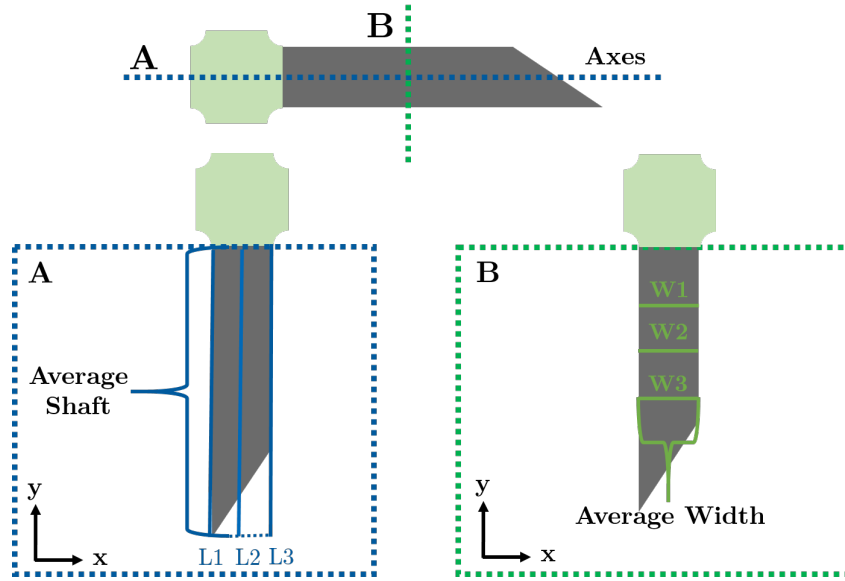 B
A
Axes
A
Average
Shaft
y
x
L1 L2 L3
B
W1
W2
W3
Average Width
y
x